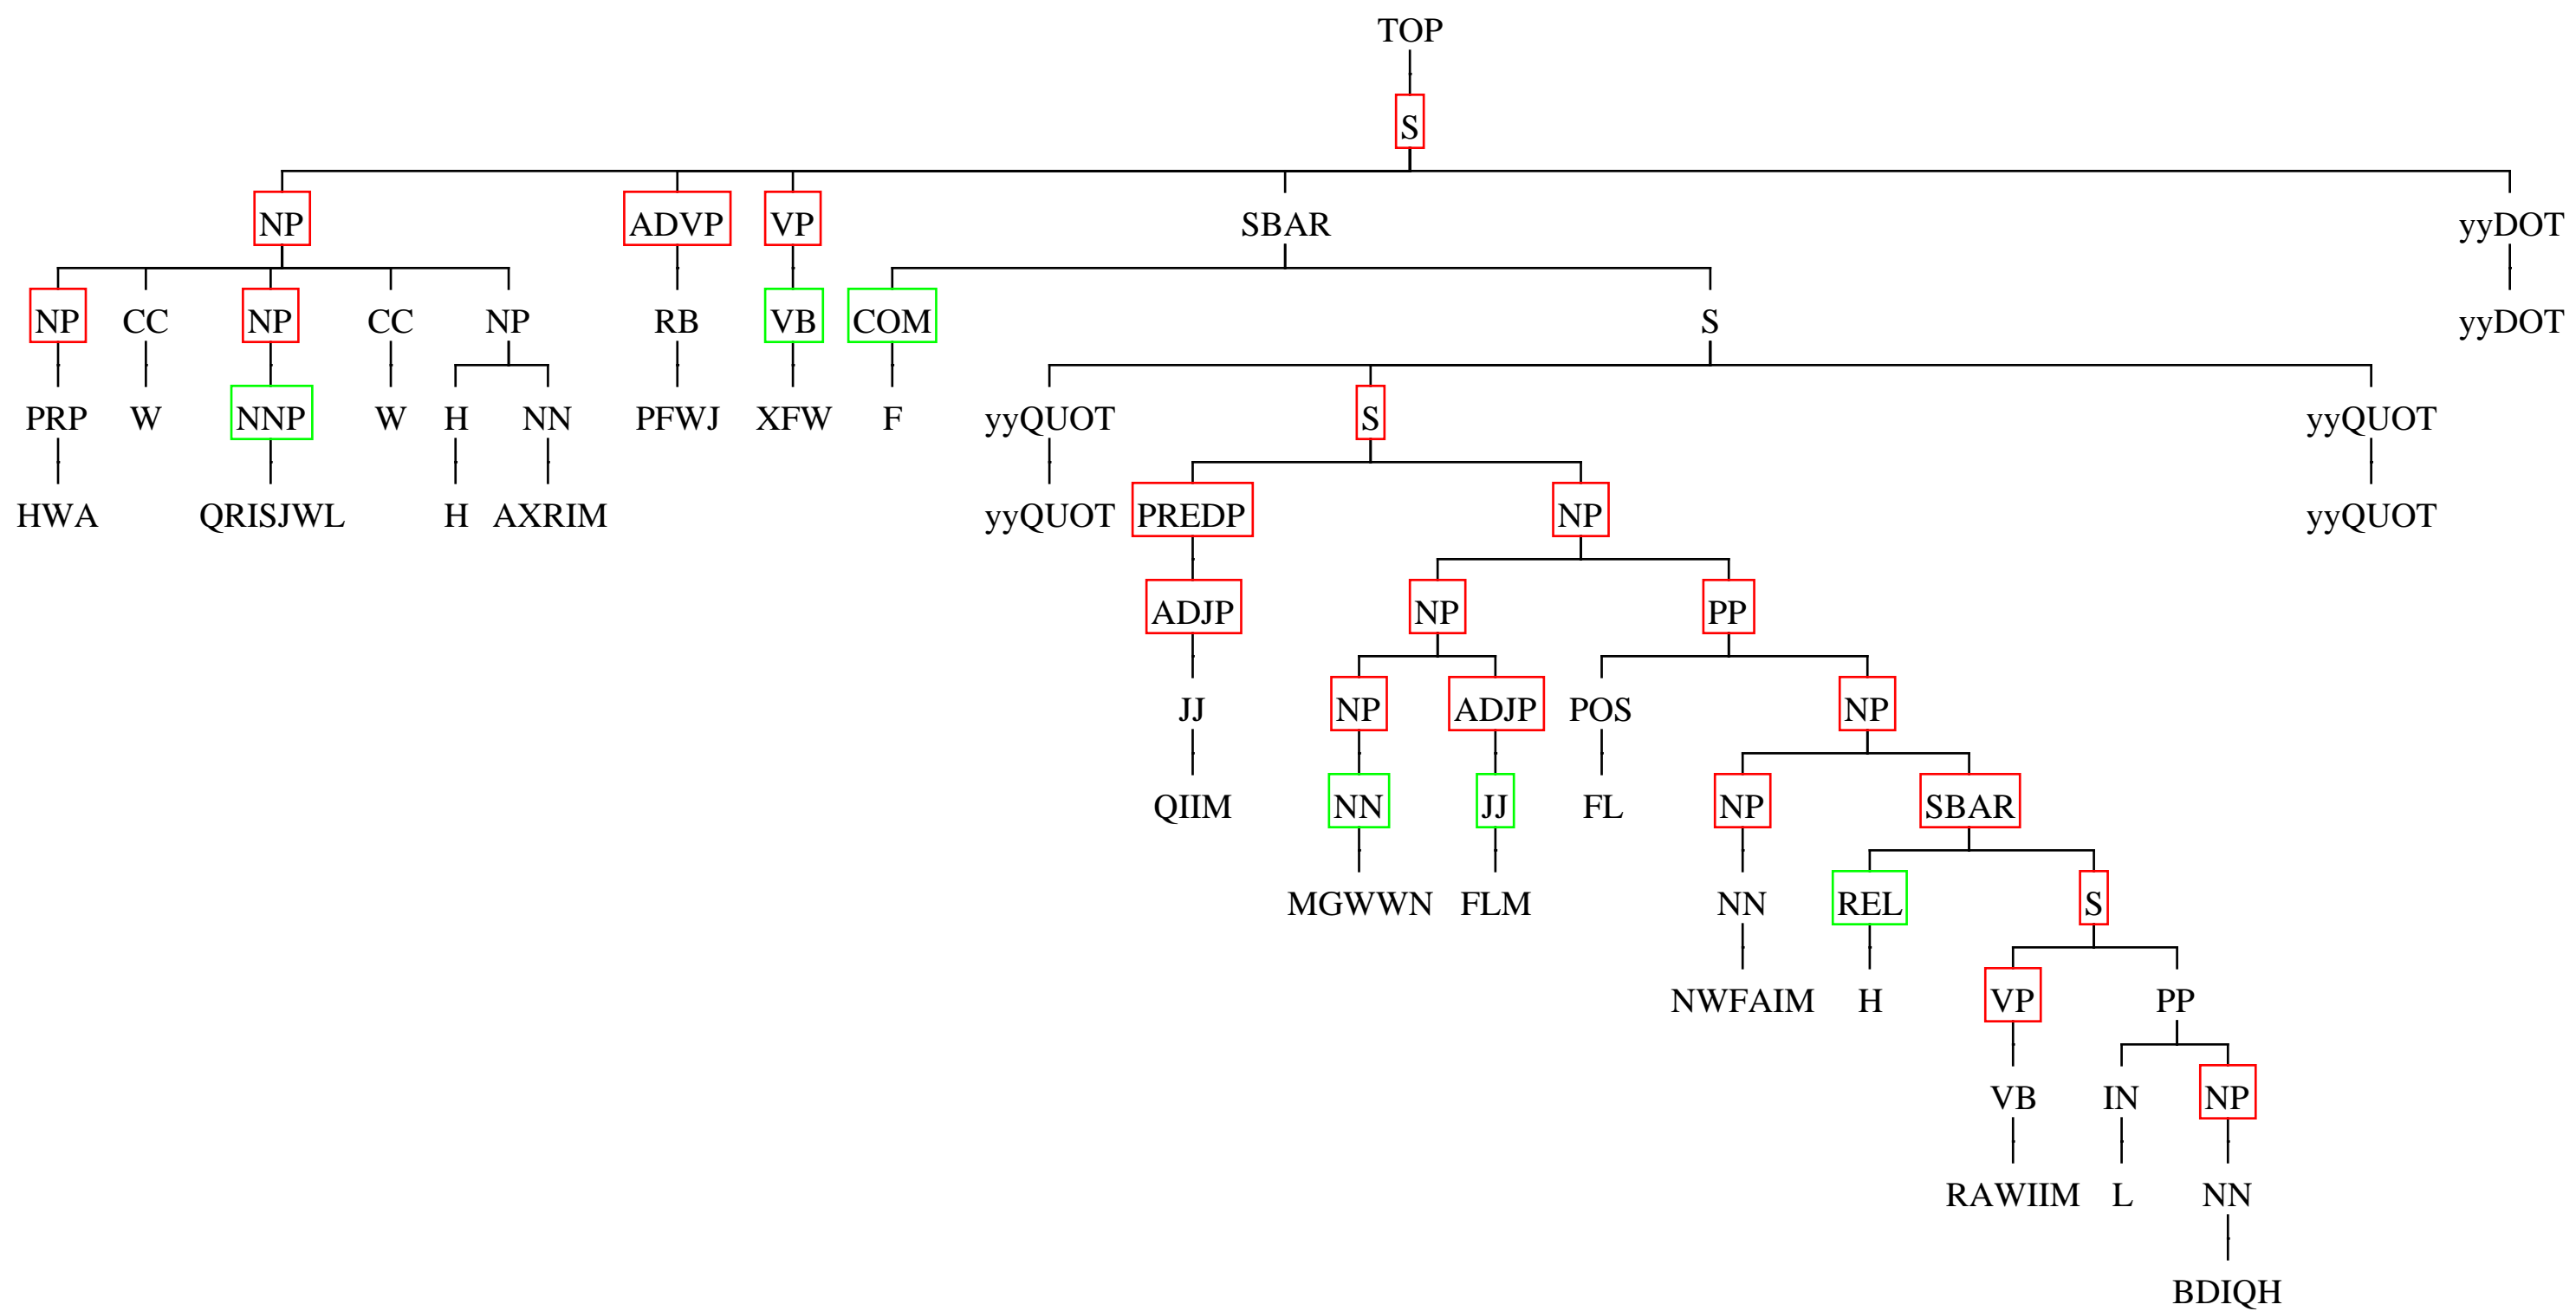 TOP
S
NP ADVP VP SBAR yyDOT
NP CC NP CC NP RB VB COM S yyDOT
PRP W NNP W H NN PFWJ XFW F yyQUOT S yyQUOT
HWA QRISJWL H AXRIM yyQUOT PREDP NP yyQUOT
ADJP NP PP
JJ NP ADJP POS NP
QIIM NN JJ FL NP SBAR
MGWWN FLM NN REL S
NWFAIM H VP PP
VB IN NP
RAWIIM L NN
BDIQH